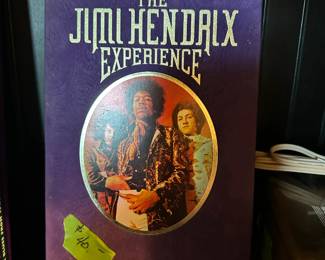 THE
JIMI HENDRIX
EXPERIENCE
$40